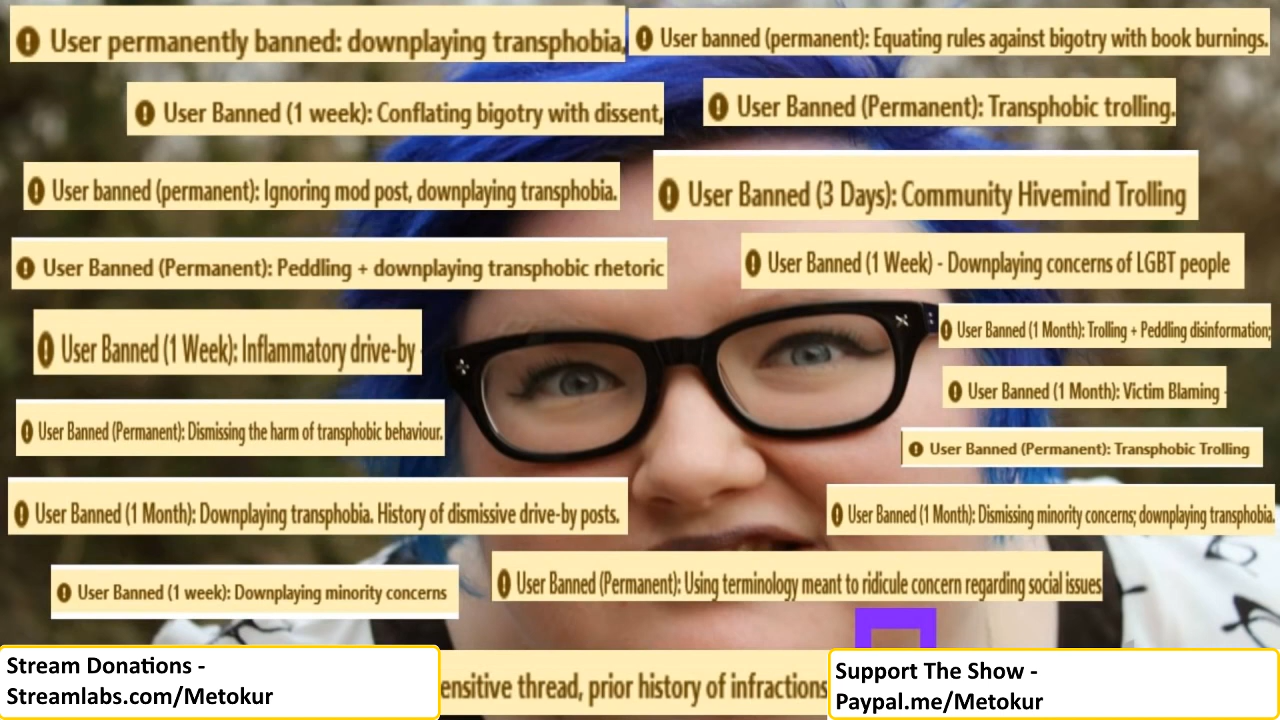 User permanently banned: downplaying transphobia,
User banned (permanent): Equating rules against bigotry with book burnings.
User Banned (1 week): Conflating bigotry with dissent,
User Banned (Permanent): Transphobic trolling.
User banned (permanent): Ignoring mod post, downplaying transphobia.
User Banned (3 Days): Community Hivemind Trolling
User Banned (Permanent): Peddling + downplaying transphobic rhetoric
User Banned (1 Week) - Downplaying concerns of LGBT people
User Banned (1 Week): Inflammatory drive-by
User Banned (1 Month): Trolling + Peddling disinformation;
User Banned (1 Month): Victim Blaming -
User Banned (Permanent): Dismissing the harm of transphobic behaviour.
User Banned (Permanent): Transphobic Trolling
User Banned (1 Month): Downplaying transphobia. History of dismissive drive-by posts.
User Banned (1 Month): Dismissing minority concerns; downplaying transphobia.
User Banned (1 week): Downplaying minority concerns
User Banned (Permanent): Using terminology meant to ridicule concern regarding social issues
ensitive thread, prior history of infractions
Stream Donations -
Streamlabs.com/Metokur
Support The Show -
Paypal.me/Metokur